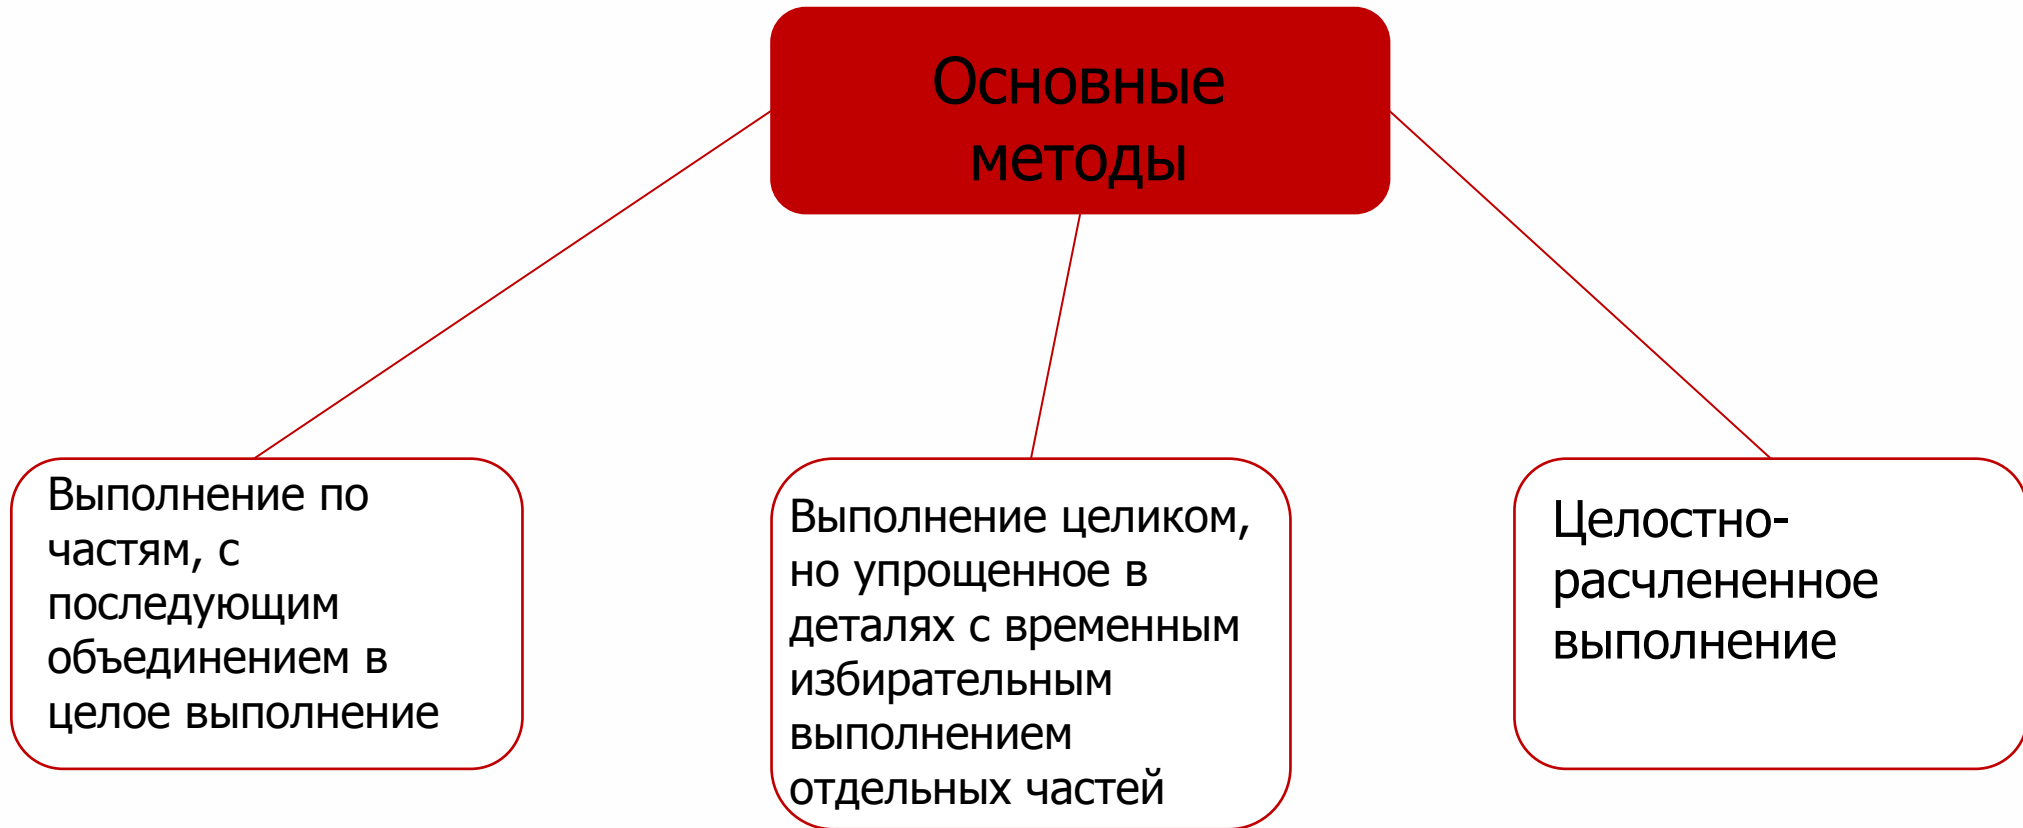 Основные
методы
Выполнение по
частям, с
последующим
объединением в
целое выполнение
Выполнение целиком,
но упрощенное в
деталях с временным
избирательным
выполнением
отдельных частей
Целостно-
расчлененное
выполнение